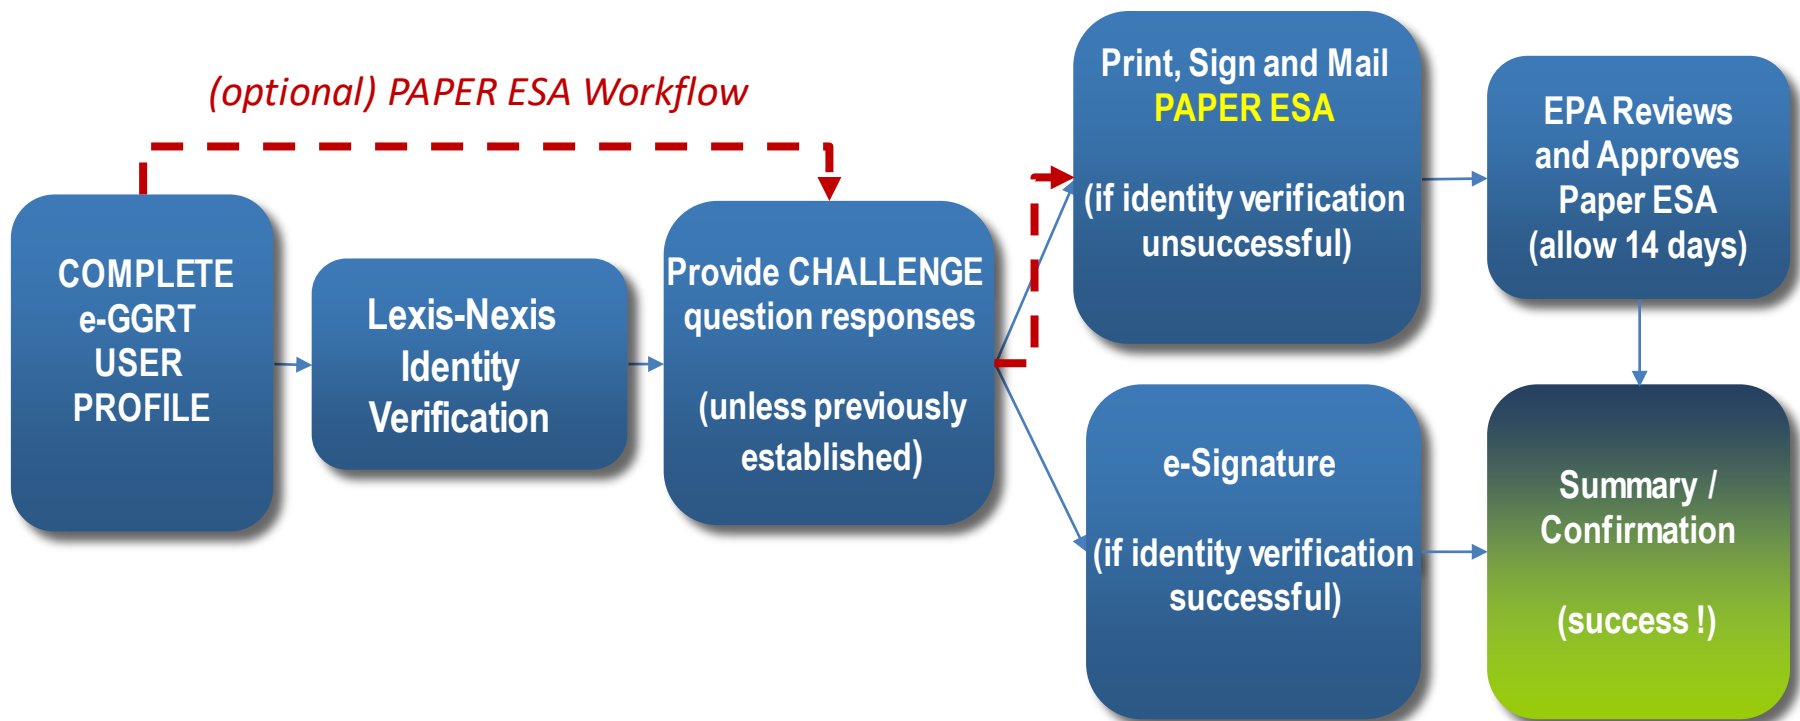 (optional) PAPER ESA Workflow
COMPLETE
e-GGRT
USER
PROFILE
Lexis-Nexis
Identity
Verification
Provide CHALLENGE
question responses
(unless previously
established)
Print, Sign and Mail
PAPER ESA
(if identity verification
unsuccessful)
EPA Reviews
and Approves
Paper ESA
(allow 14 days)
e-Signature
(if identity verification
successful)
Summary /
Confirmation
(success !)